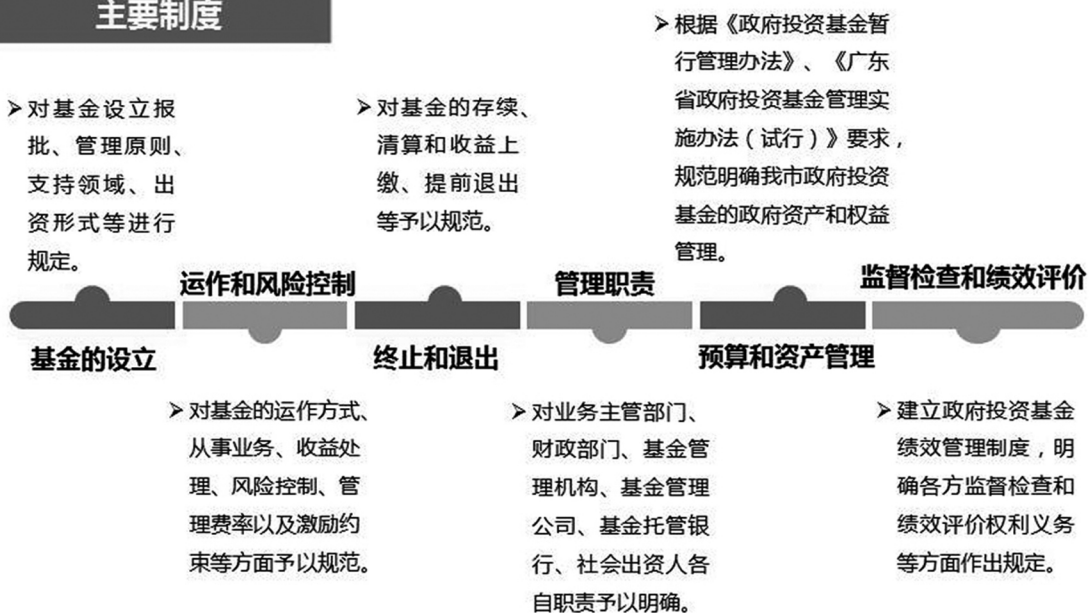 主要制度
➢对基金设立报
批、管理原则、
支持领域、出
资形式等进行
规定。
基金的设立
运作和风险控制
➢对基金的运作方式、
从事业务、收益处
理、风险控制、管
理费率以及激励约
束等方面予以规范。
➢对基金的存续、
清算和收益上
缴、提前退出
等予以规范。
终止和退出
管理职责
➢对业务主管部门、
财政部门、基金管
理机构、基金管理
公司、基金托管银
行、社会出资人各
自职责予以明确。
➢根据《政府投资基金暂
行管理办法》、《广东
省政府投资基金管理实
施办法（试行）》要求，
规范明确我市政府投资
基金的政府资产和权益
管理。
预算和资产管理
监督检查和绩效评价
➢建立政府投资基金
绩效管理制度，明
确各方监督检查和
绩效评价权利义务
等方面作出规定。